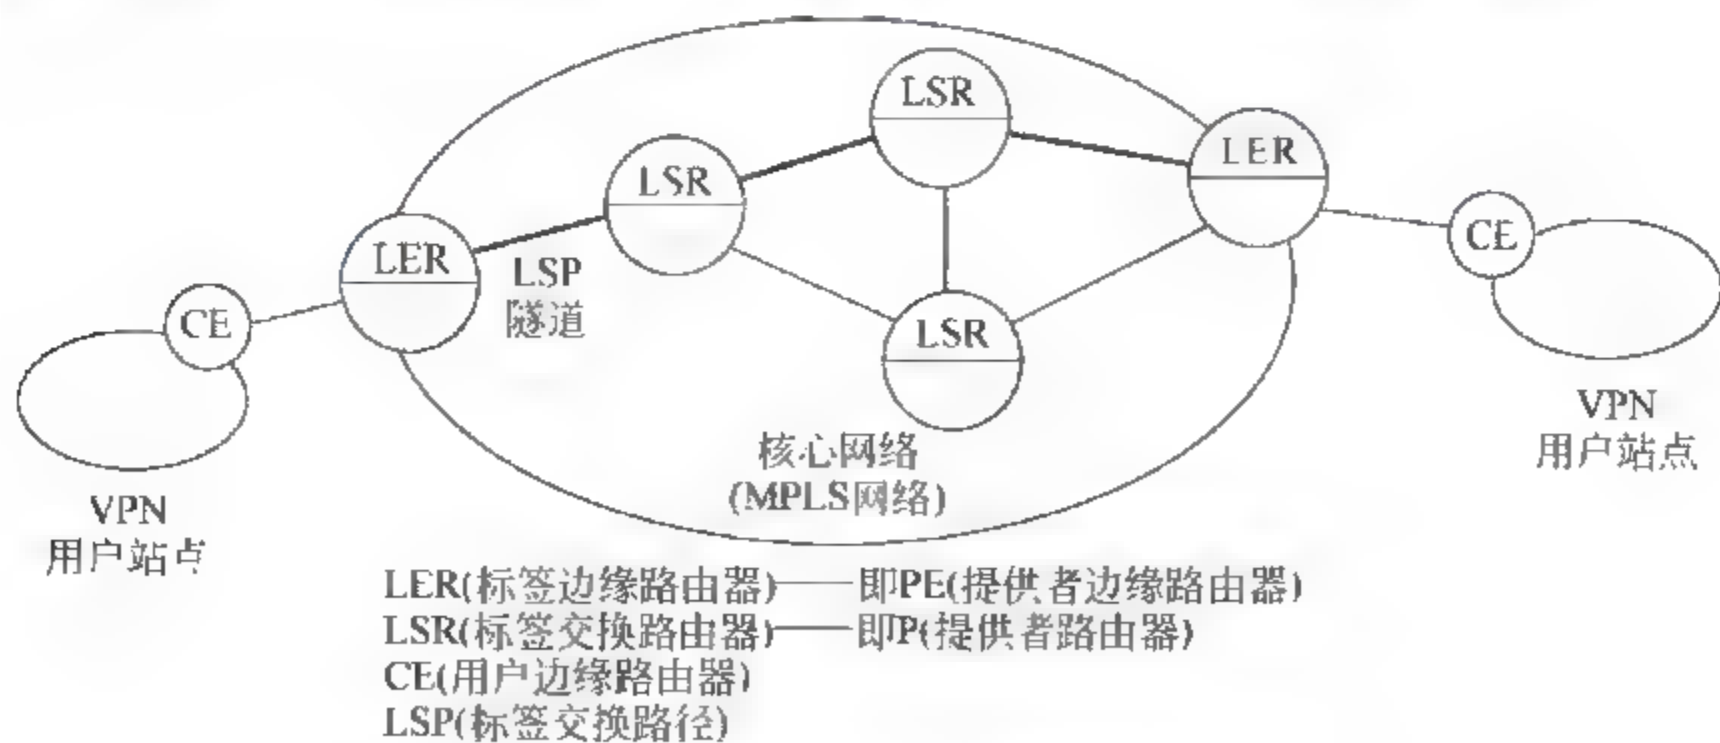 LSR
LSR
LER
LER
LSP
隧道
CE
CE
LSR
VPN
用户站点
核心网络
(MPLS网络)
VPN
用户站点
LER(标签边缘路由器)——即PE(提供者边缘路由器)
LSR(标签交换路由器)——即P(提供者路由器)
CE(用户边缘路由器)
LSP(标签交换路径)